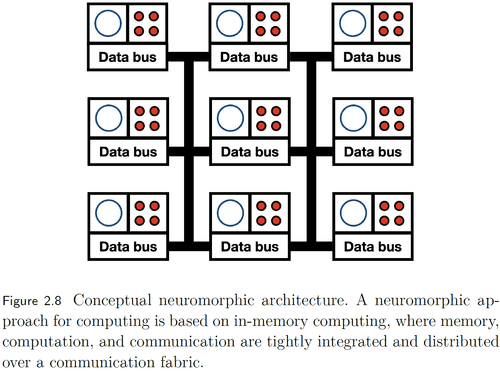 Data bus Data bus Data bus
Data bus Data bus Data bus
Data bus Data bus Data bus
Figure 2.8 Conceptual neuromorphic architecture. A neuromorphic ap-
proach for computing is based on in-memory computing, where memory,
computation, and communication are tightly integrated and distributed
over a communication fabric.